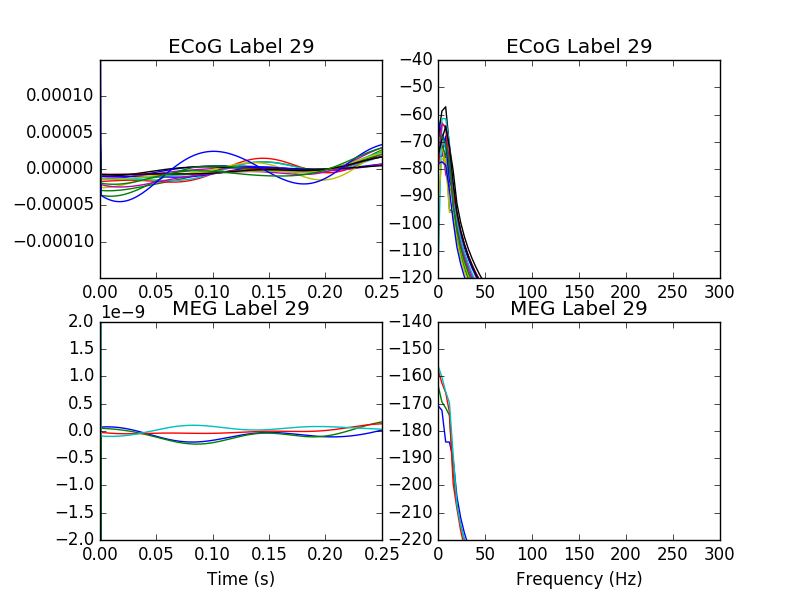 ECoG Label 29
0.00010
0.00005
0.00000
−0.00005
−0.00010
0.00 0.05 0.10 0.15 0.20 0.25
ECoG Label 29
−40
−50
−60
−70
−80
−90
−100
−110
−120
0 50 100 150 200 250 300
1e−9
MEG Label 29
2.0
1.5
1.0
0.5
0.0
−0.5
−1.0
−1.5
−2.0
0.00 0.05 0.10 0.15 0.20 0.25
Time (s)
MEG Label 29
−140
−150
−160
−170
−180
−190
−200
−210
−220
0 50 100 150 200 250 300
Frequency (Hz)